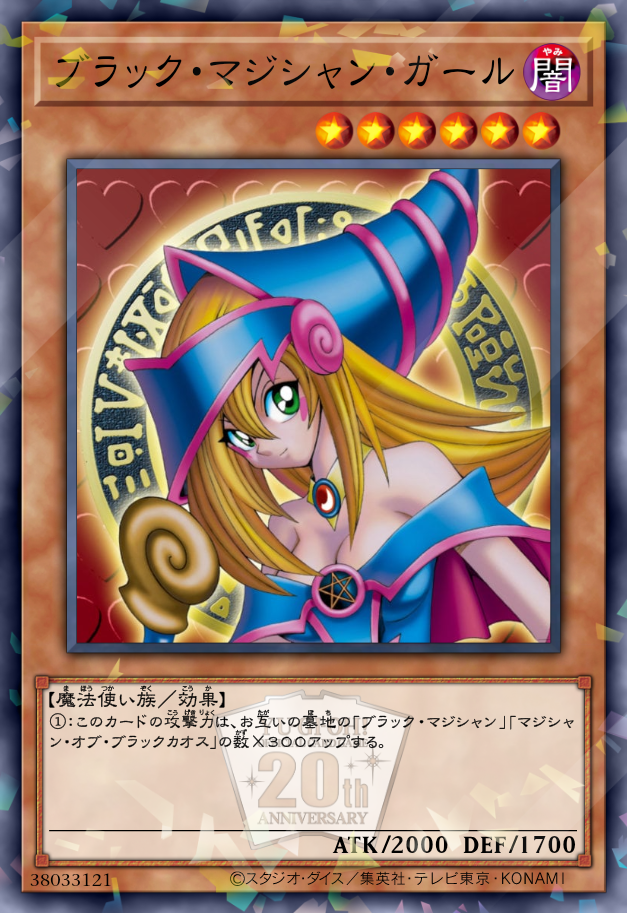 ブラック・マジシャン・ガール
やみ
闇
【魔法使い族／効果】
①：このカードの攻撃力は、お互いの墓地の「ブラック・マジシャン」「マジシャ
ン・オブ・ブラックカオス」の数×３００アップする。
YU-GI-OH!
20th
ANNIVERSARY
ATK/2000 DEF/1700
38033121
©スタジオ・ダイス／集英社・テレビ東京・KONAMI